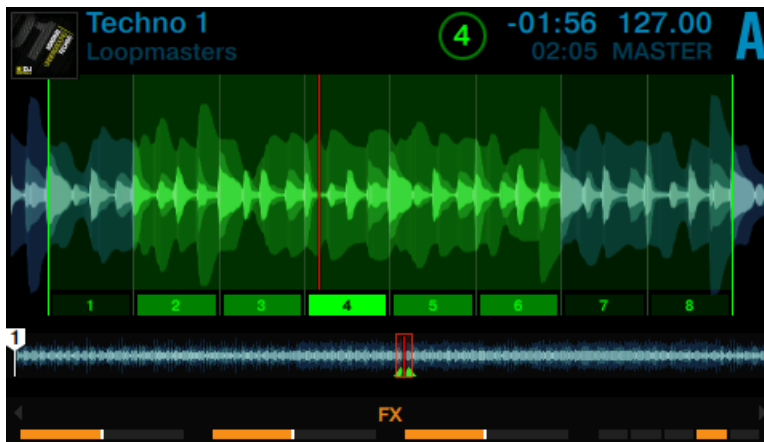 Techno 1
Loopmasters
4
-01:56 127.00
02:05 MASTER
A
1 2 3 4 5 6 7 8
1
FX